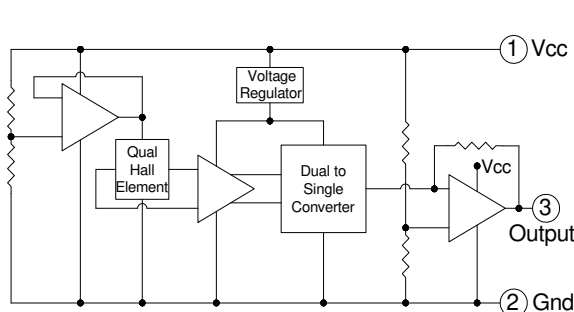 1 Vcc
Voltage
Regulator
Qual
Hall
Element
Dual to
Single
Converter
Vcc
3
Output
2 Gnd